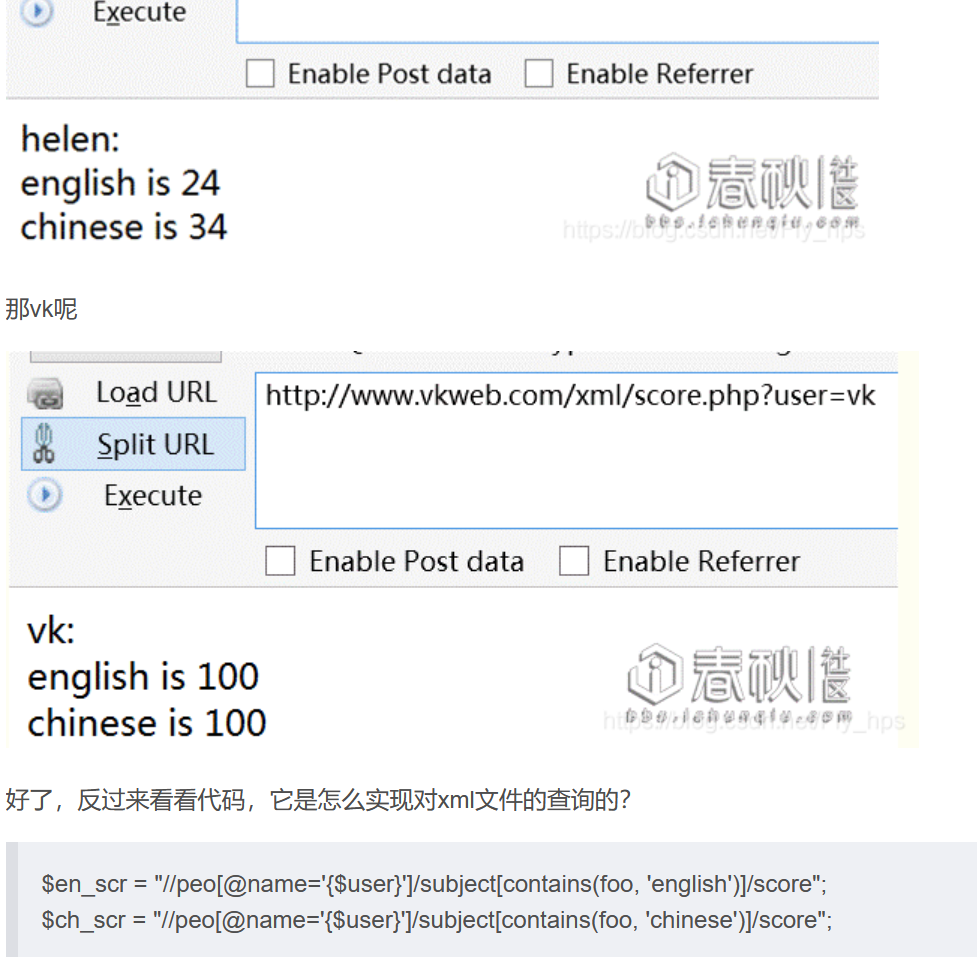 Execute
Enable Post data Enable Referrer
helen:
english is 24
chinese is 34
春秋 社区
bbs.ichunqiu.com
https://blog.csdn.net/Fly_hps
那vk呢
Load URL
http://www.vkweb.com/xml/score.php?user=vk
Split URL
Execute
Enable Post data Enable Referrer
vk:
english is 100
chinese is 100
春秋 社区
bbs.ichunqiu.com
https://blog.csdn.net/Fly_hps
好了，反过来看看代码，它是怎么实现对xml文件的查询的？
$en_scr = "//peo[@name='{$user}']/subject[contains(foo, 'english')]/score";
$ch_scr = "//peo[@name='{$user}']/subject[contains(foo, 'chinese')]/score";